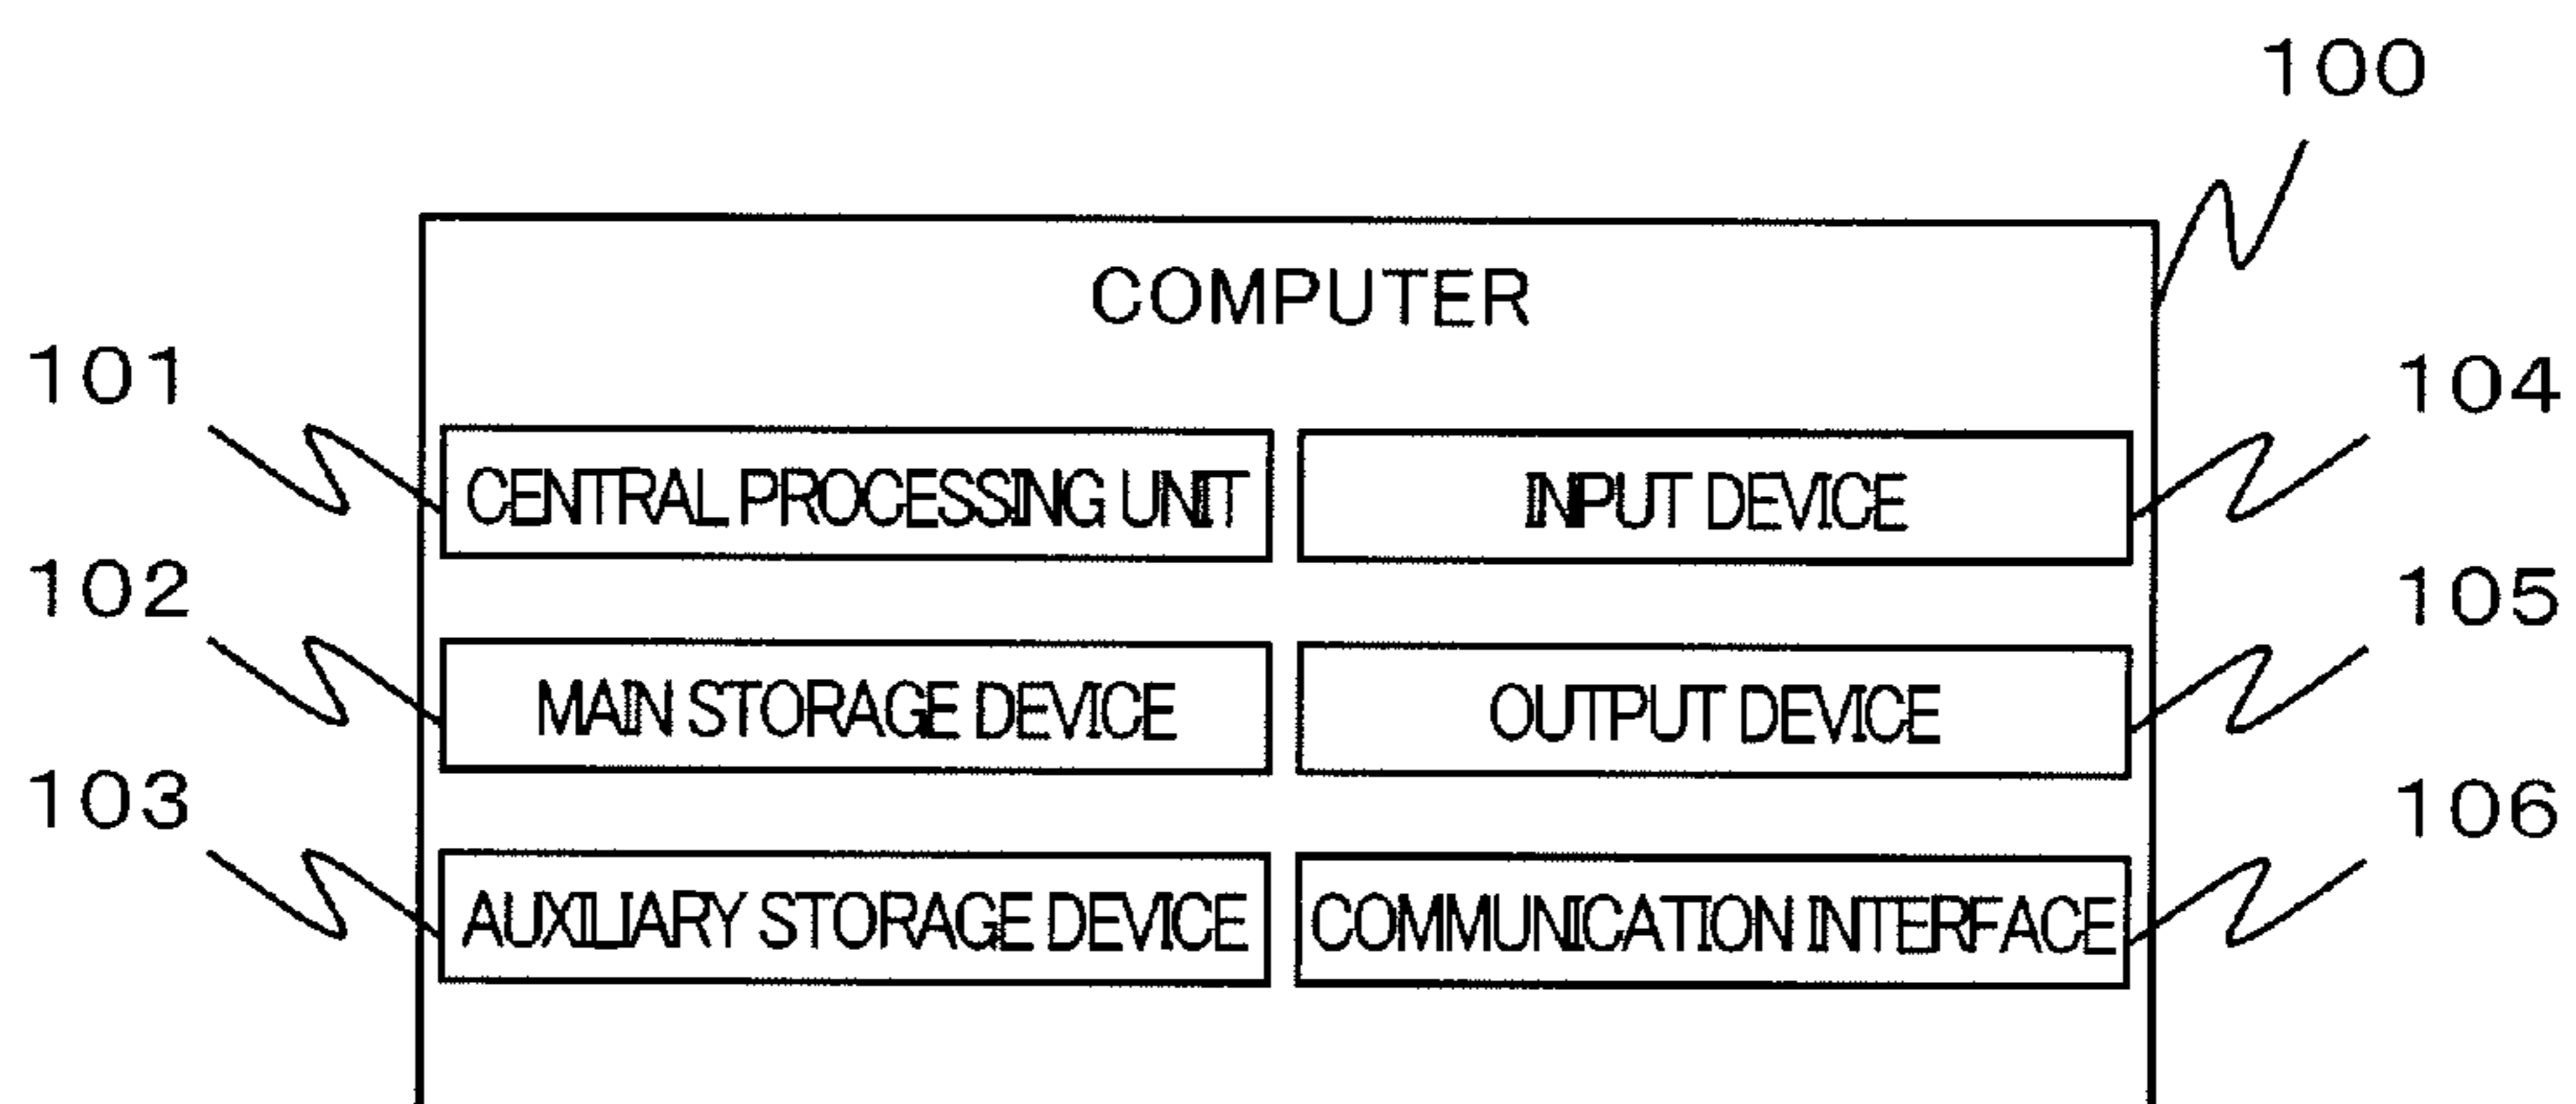 100
COMPUTER
101
104
CENTRAL PROCESSING UNIT
INPUT DEVICE
102
105
MAIN STORAGE DEVICE
OUTPUT DEVICE
103
106
AUXILIARY STORAGE DEVICE
COMMUNICATION INTERFACE